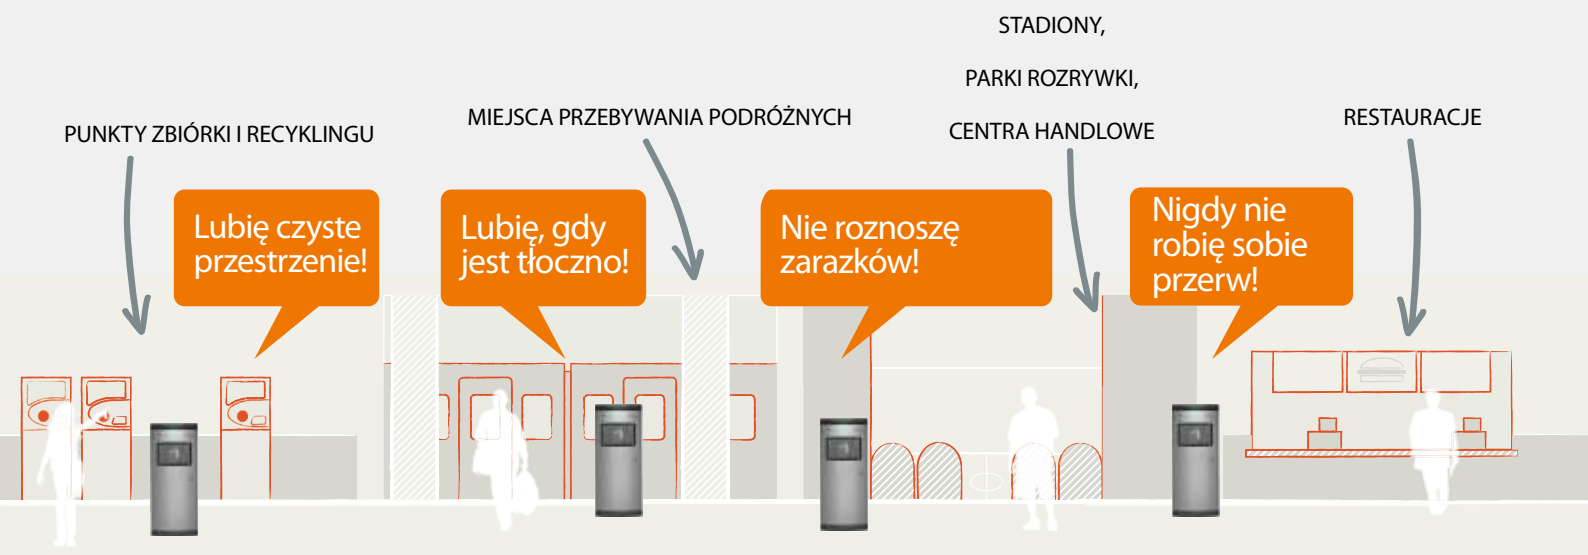 PUNKTY ZBIÓRKI I RECYKLINGU
MIEJSCA PRZEBYWANIA PODRÓŻNYCH
STADIONY,
PARKI ROZRYWKI,
CENTRA HANDLOWE
RESTAURACJE
Lubię czyste
przestrzenie!
Lubię, gdy
jest tłoczno!
Nie roznoszę
zarazków!
Nigdy nie
robię sobie
przerw!